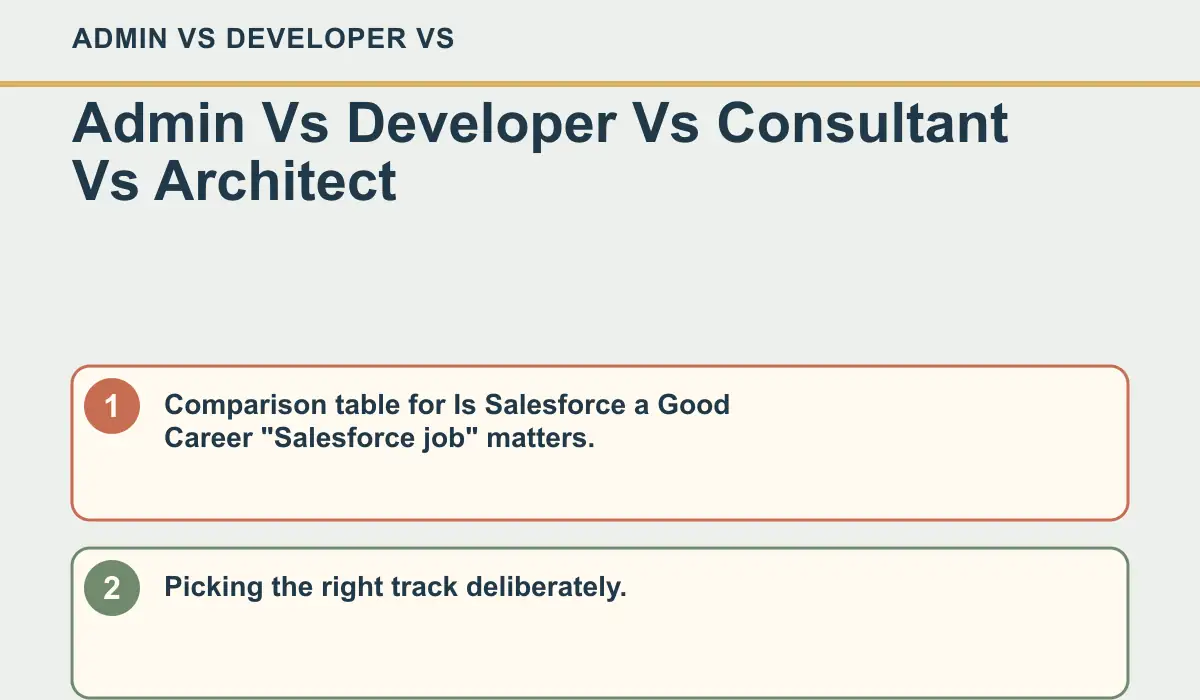 ADMIN VS DEVELOPER VS
Admin Vs Developer Vs Consultant
Vs Architect
1
Comparison table for Is Salesforce a Good
Career "Salesforce job" matters.
2
Picking the right track deliberately.